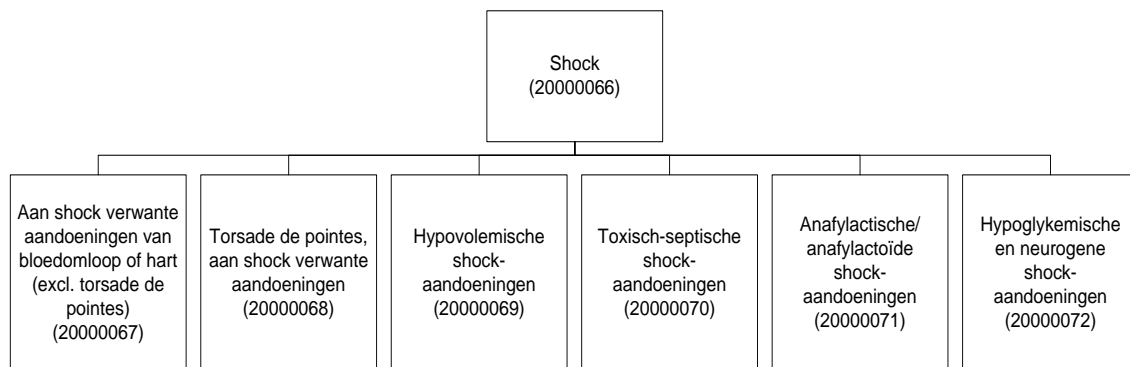 Shock
(20000066)
Aan shock verwante
aandoeningen van
bloedomloop of hart
(excl. torsade de
pointes)
(20000067)
Torsade de pointes,
aan shock verwante
aandoeningen
(20000068)
Hypovolemische
shock-
aandoeningen
(20000069)
Toxisch-septische
shock-
aandoeningen
(20000070)
Anafylactische/
anafylactoïde
shock-
aandoeningen
(20000071)
Hypoglykemische
en neurogene
shock-
aandoeningen
(20000072)